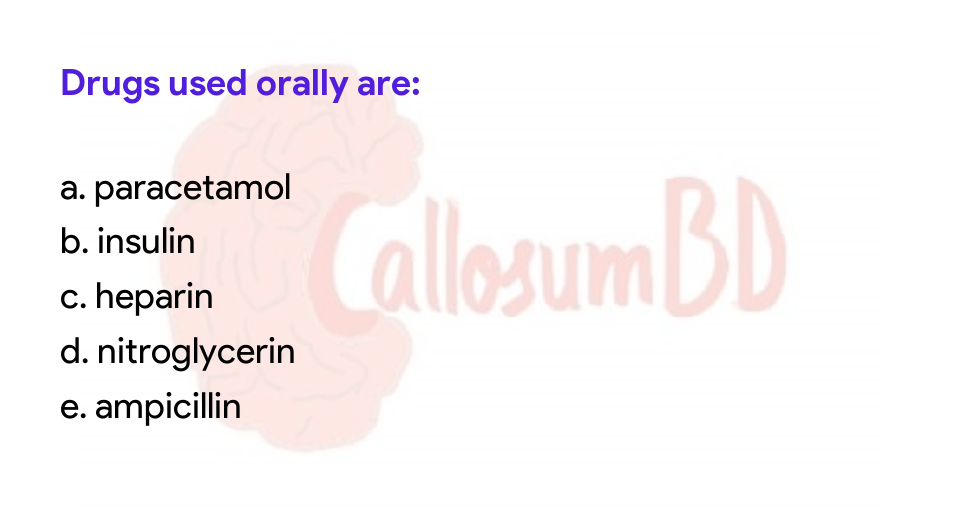 Drugs used orally are:
a. paracetamol
b. insulin
CallosumBD
c. heparin
d. nitroglycerin
e. ampicillin